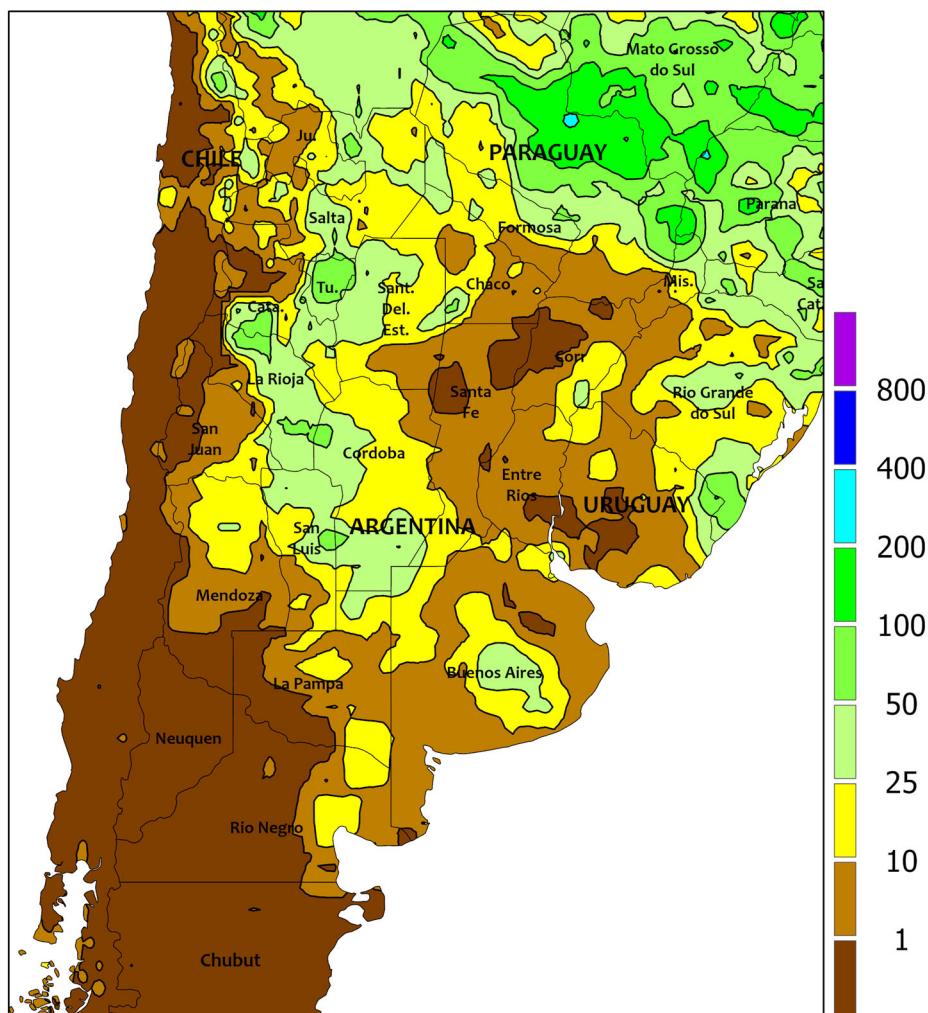 Mato Grosso
do Sul
Ju.
CHILE
PARAGUAY
Parana
Salta
Formosa
Mis.
Sa
Cat.
Tu.
Sant.
Del.
Est.
Chaco
Cata.
Corr
La Rioja
Santa
Fe
Rio Grande
do Sul
San
Juan
Cordoba
Entre
Rios
URUGUAY
ARGENTINA
San
Luis
Mendoza
Buenos Aires
La Pampa
Neuquen
Rio Negro
Chubut
800
400
200
100
50
25
10
1